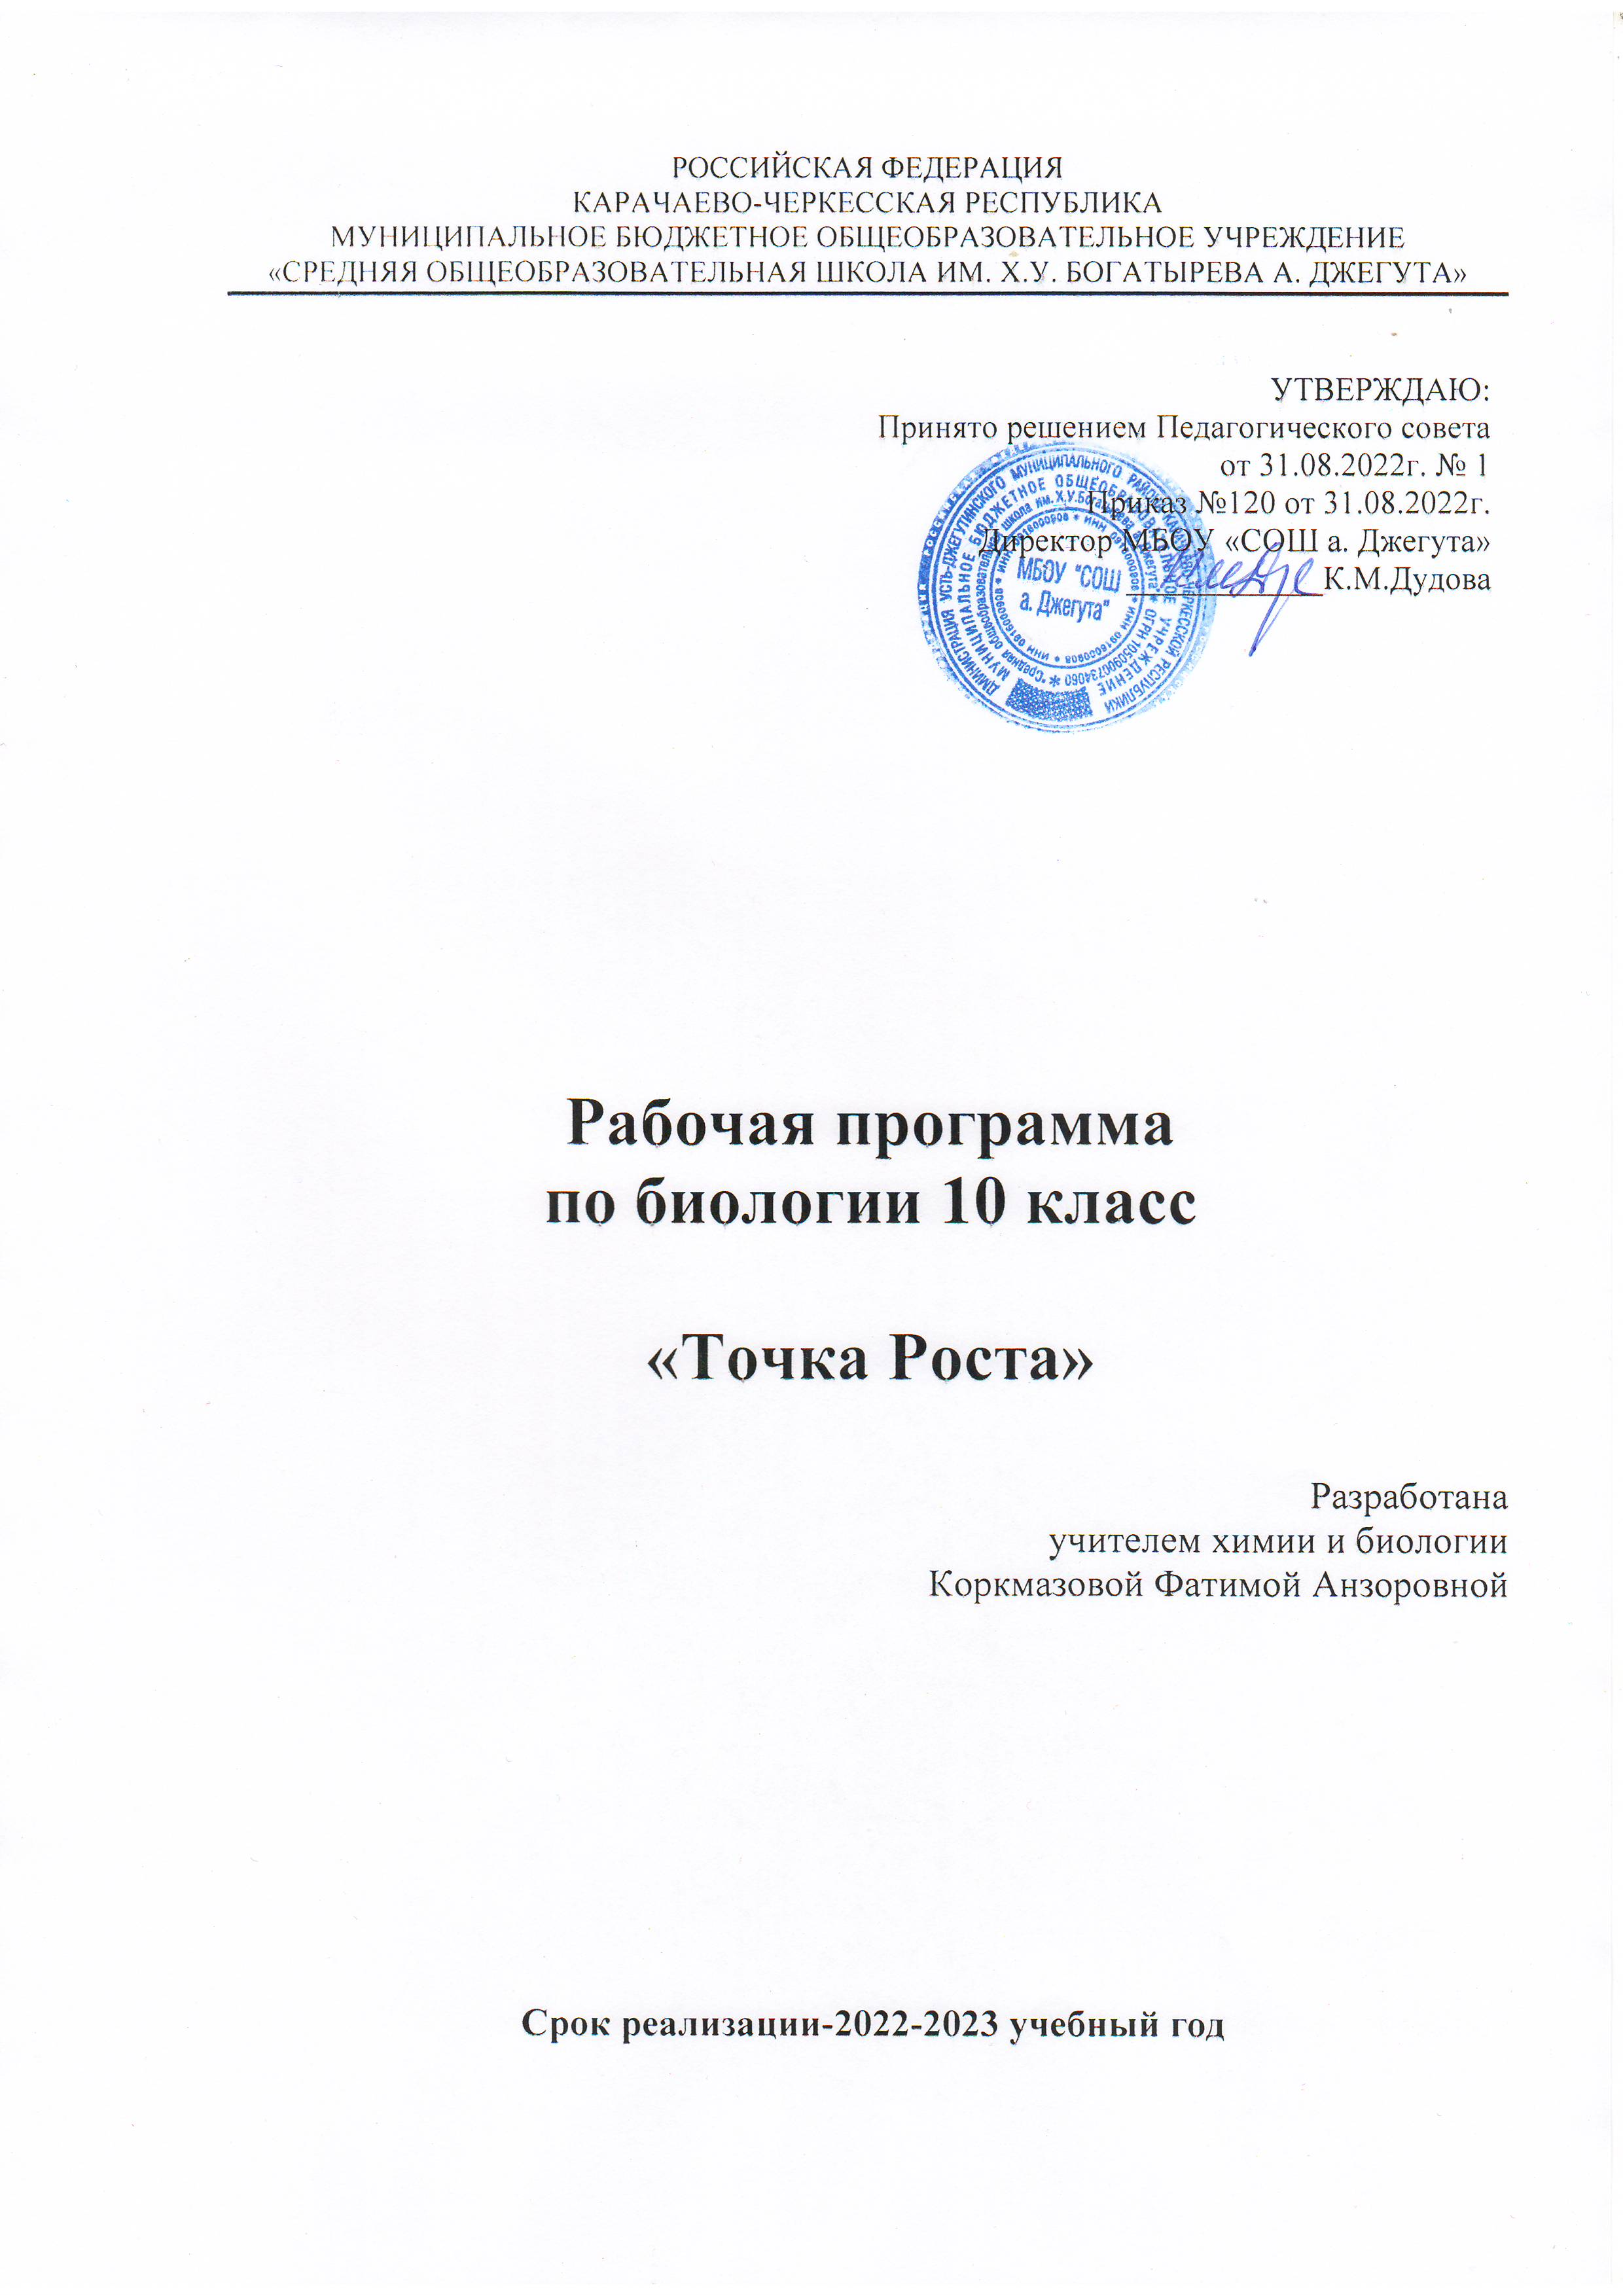 РОССИЙСКАЯ ФЕДЕРАЦИЯ
КАРАЧАЕВО-ЧЕРКЕССКАЯ РЕСПУБЛИКА
МУНИЦИПАЛЬНОЕ БЮДЖЕТНОЕ ОБЩЕОБРАЗОВАТЕЛЬНОЕ УЧРЕЖДЕНИЕ
«СРЕДНЯЯ ОБЩЕОБРАЗОВАТЕЛЬНАЯ ШКОЛА ИМ. Х.У. БОГАТЫРЕВА А. ДЖЕГУТА»
УТВЕРЖДАЮ:
Принято решением Педагогического совета
от 31.08.2022г. № 1
Приказ №120 от 31.08.2022г.
Директор МБОУ «СОШ а. Джегута»
К.М.Дудова
МБОУ "СОШ
а. Джегута"
Рабочая программа
по биологии 10 класс
«Точка Роста»
Разработана
учителем химии и биологии
Коркмазовой Фатимой Анзоровной
Срок реализации-2022-2023 учебный год